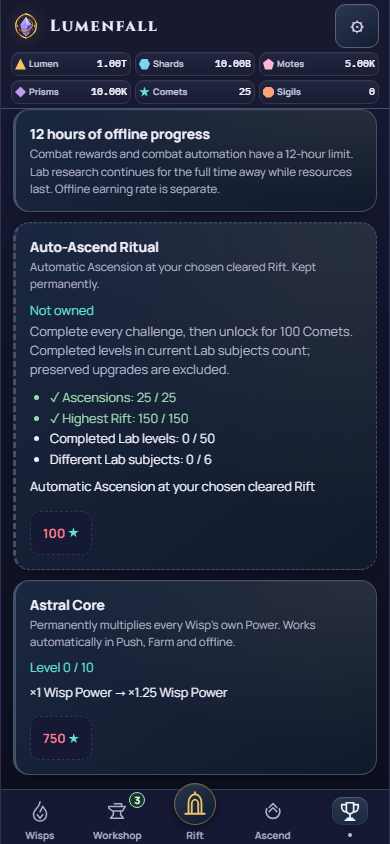 LUMENFALL
Lumen 1.00T
Shards 10.00B
Motes 5.00K
Prisms 10.00K
Comets 25
Sigils 0
12 hours of offline progress
Combat rewards and combat automation have a 12-hour limit.
Lab research continues for the full time away while resources
last. Offline earning rate is separate.
Auto-Ascend Ritual
Automatic Ascension at your chosen cleared Rift. Kept
permanently.
Not owned
Complete every challenge, then unlock for 100 Comets.
Completed levels in current Lab subjects count;
preserved upgrades are excluded.
• ✓ Ascensions: 25 / 25
• ✓ Highest Rift: 150 / 150
• Completed Lab levels: 0 / 50
• Different Lab subjects: 0 / 6
Automatic Ascension at your chosen cleared Rift
100 ★
Astral Core
Permanently multiplies every Wisp's own Power. Works
automatically in Push, Farm and offline.
Level 0 / 10
×1 Wisp Power → ×1.25 Wisp Power
750 ★
3
Wisps
Workshop
Rift
Ascend